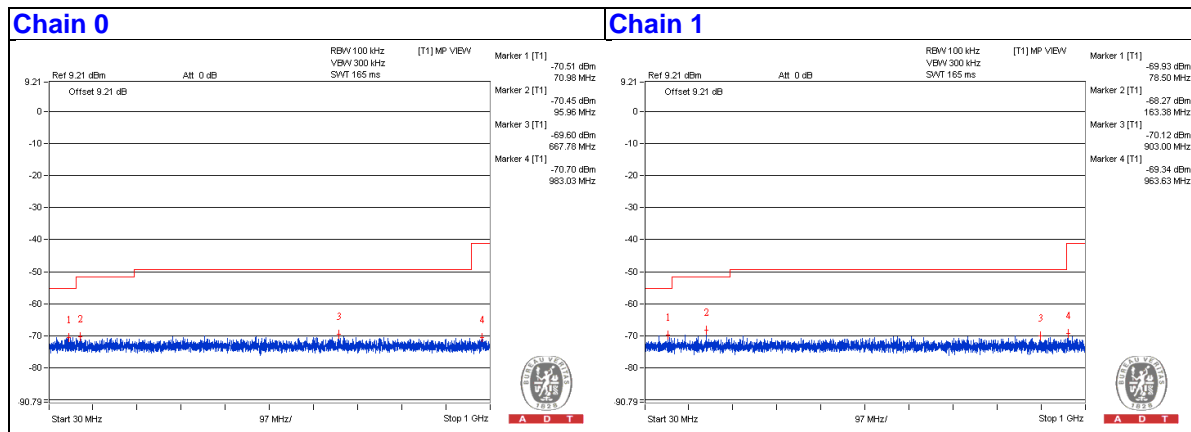 Chain 0
RBW 100 kHz [T1] MP VIEW
VBW 300 kHz
Ref 9.21 dBm Att 0 dB SWT 165 ms
9.21
Offset 9.21 dB
0
-10
-20
-30
-40
-50
-60
-70
-80
-90.79
1 2 3 4
Start 30 MHz 97 MHz/ Stop 1 GHz
Marker 1 [T1]
-70.51 dBm
70.98 MHz
Marker 2 [T1]
-70.45 dBm
95.96 MHz
Marker 3 [T1]
-69.60 dBm
667.78 MHz
Marker 4 [T1]
-70.70 dBm
983.03 MHz
BUREAU VERITAS
1828
A D T
Chain 1
RBW 100 kHz [T1] MP VIEW
VBW 300 kHz
Ref 9.21 dBm Att 0 dB SWT 165 ms
9.21
Offset 9.21 dB
0
-10
-20
-30
-40
-50
-60
-70
-80
-90.79
1 2 3 4
Start 30 MHz 97 MHz/ Stop 1 GHz
Marker 1 [T1]
-69.93 dBm
78.50 MHz
Marker 2 [T1]
-68.27 dBm
163.38 MHz
Marker 3 [T1]
-70.12 dBm
903.00 MHz
Marker 4 [T1]
-69.34 dBm
963.63 MHz
BUREAU VERITAS
1828
A D T